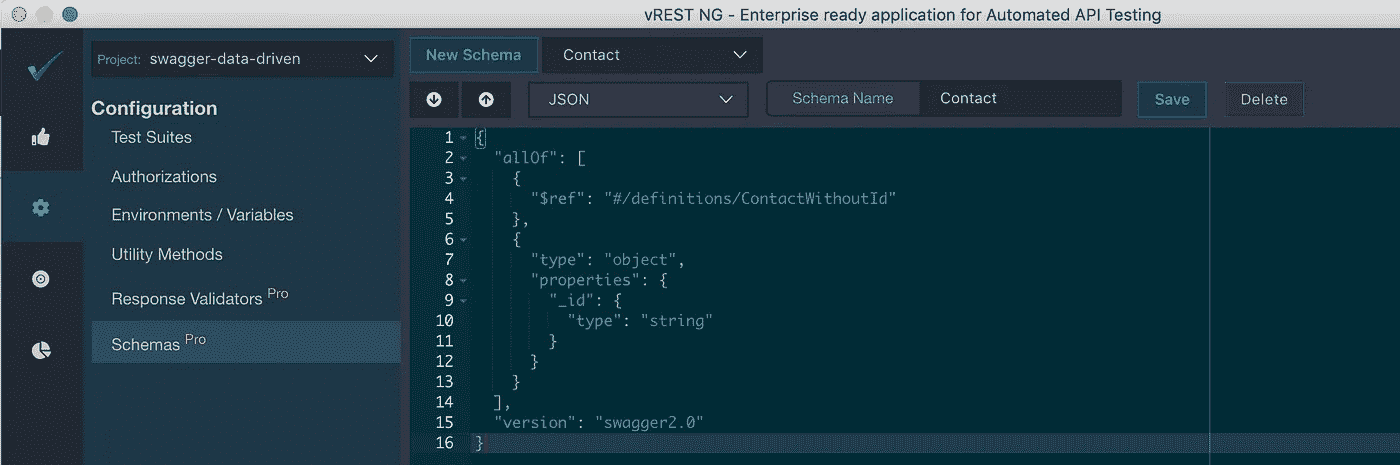 vREST NG - Enterprise ready application for Automated API Testing
Project: swagger-data-driven
New Schema Contact
JSON Schema Name Contact Save Delete
Configuration
Test Suites
Authorizations
Environments / Variables
Utility Methods
Response Validators Pro
Schemas Pro
1 {
2 "allOf": [
3 {
4 "$ref": "#/definitions/ContactWithoutId"
5 },
6 {
7 "type": "object",
8 "properties": {
9 "_id": {
10 "type": "string"
11 }
12 }
13 }
14 ],
15 "version": "swagger2.0"
16 }